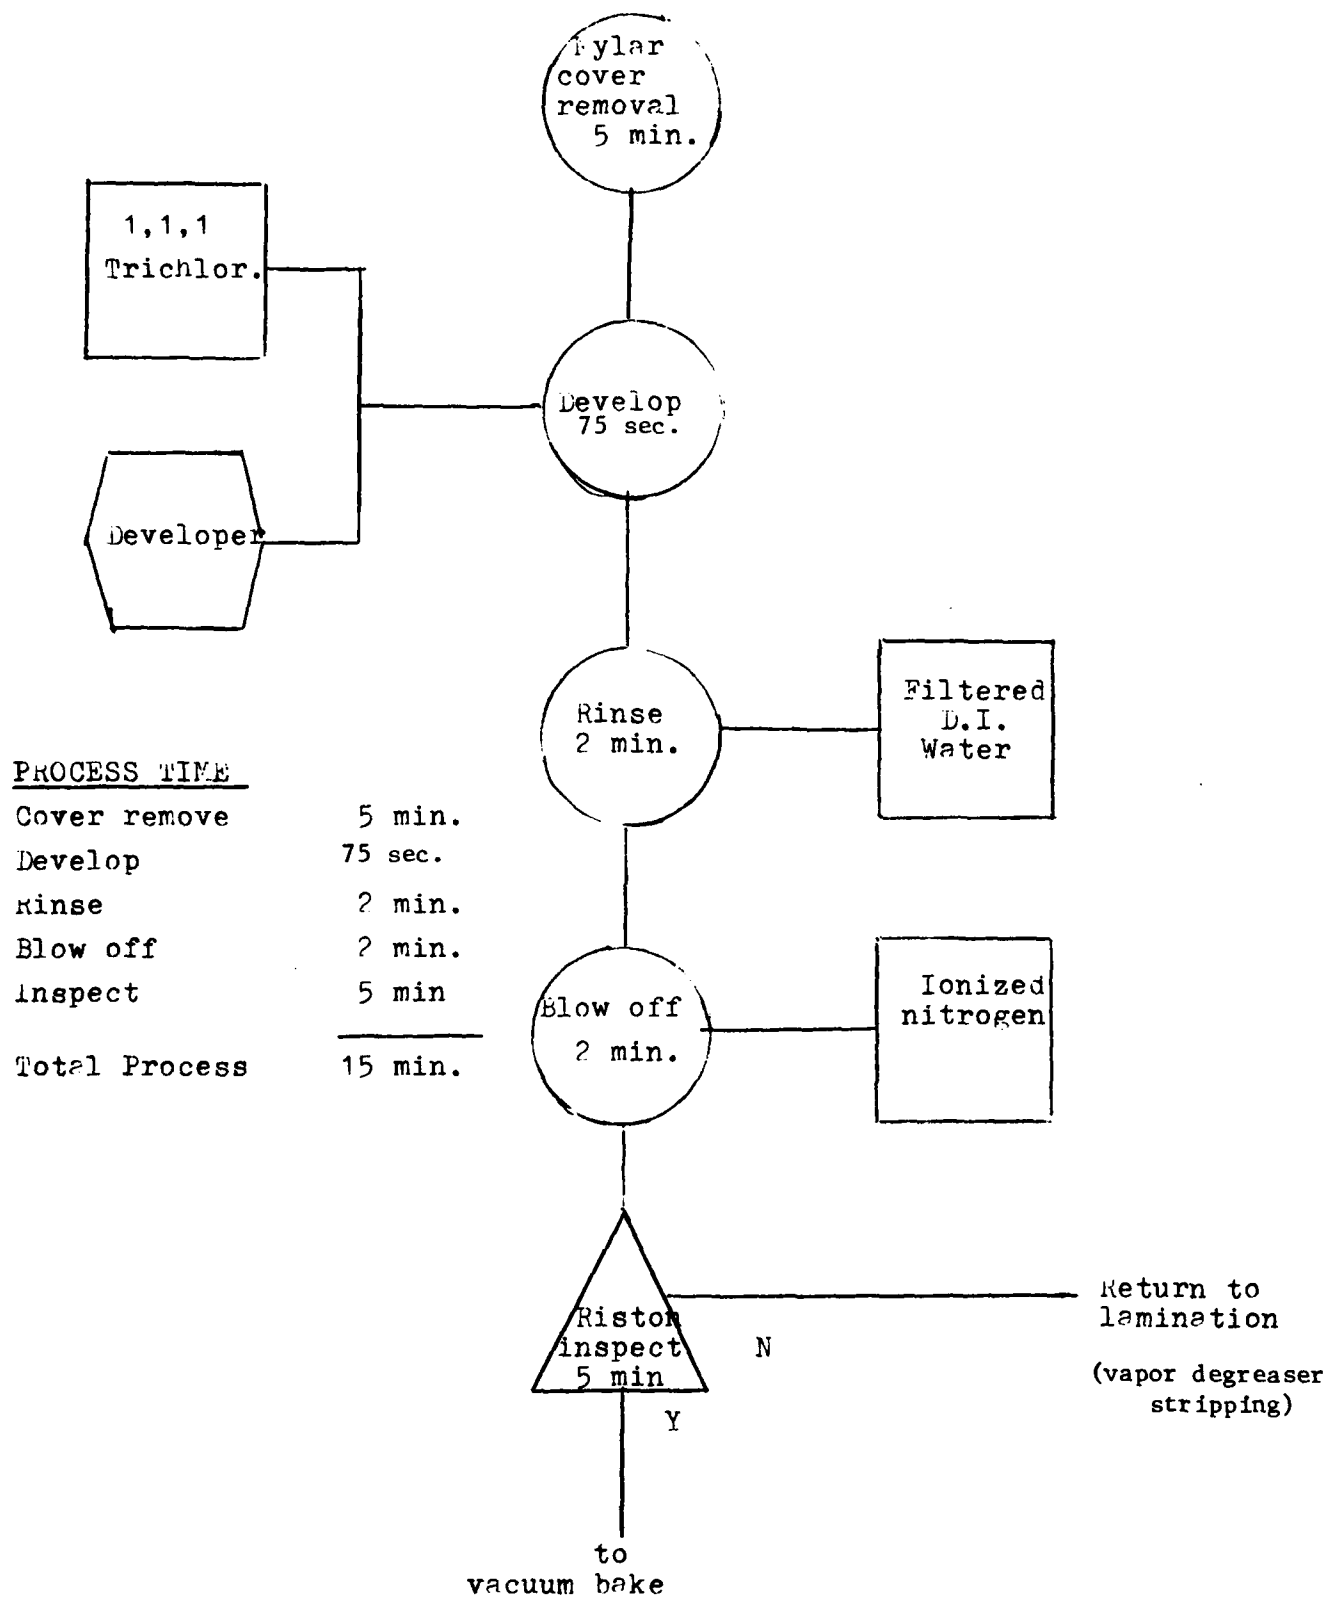 Mylar
cover
removal
5 min.
1,1,1
Trichlor.
Develop
75 sec.
Developer
Rinse
2 min.
Filtered
D.I.
Water
PROCESS TIME
Cover remove 5 min.
Develop 75 sec.
Rinse 2 min.
Blow off 2 min.
Inspect 5 min
Total Process 15 min.
Blow off
2 min.
Ionized
nitrogen
Riston
inspect
5 min
N
Y
Return to
lamination
(vapor degreaser
stripping)
to
vacuum bake